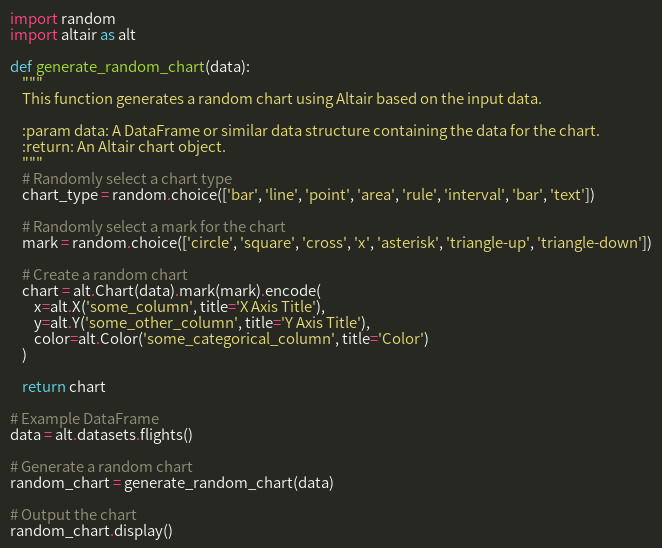 import random
import altair as alt
def generate_random_chart(data):
"""
This function generates a random chart using Altair based on the input data.
:param data: A DataFrame or similar data structure containing the data for the chart.
:return: An Altair chart object.
"""
# Randomly select a chart type
chart_type = random.choice(['bar', 'line', 'point', 'area', 'rule', 'interval', 'bar', 'text'])
# Randomly select a mark for the chart
mark = random.choice(['circle', 'square', 'cross', 'x', 'asterisk', 'triangle-up', 'triangle-down'])
# Create a random chart
chart = alt.Chart(data).mark(mark).encode(
x=alt.X('some_column', title='X Axis Title'),
y=alt.Y('some_other_column', title='Y Axis Title'),
color=alt.Color('some_categorical_column', title='Color')
)
return chart
# Example DataFrame
data = alt.datasets.flights()
# Generate a random chart
random_chart = generate_random_chart(data)
# Output the chart
random_chart.display()